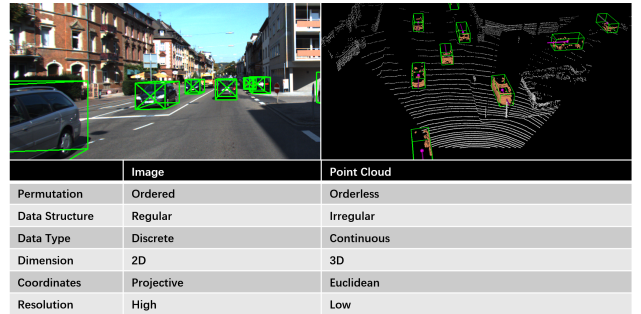 Image Point Cloud
Permutation Ordered Orderless
Data Structure Regular Irregular
Data Type Discrete Continuous
Dimension 2D 3D
Coordinates Projective Euclidean
Resolution High Low